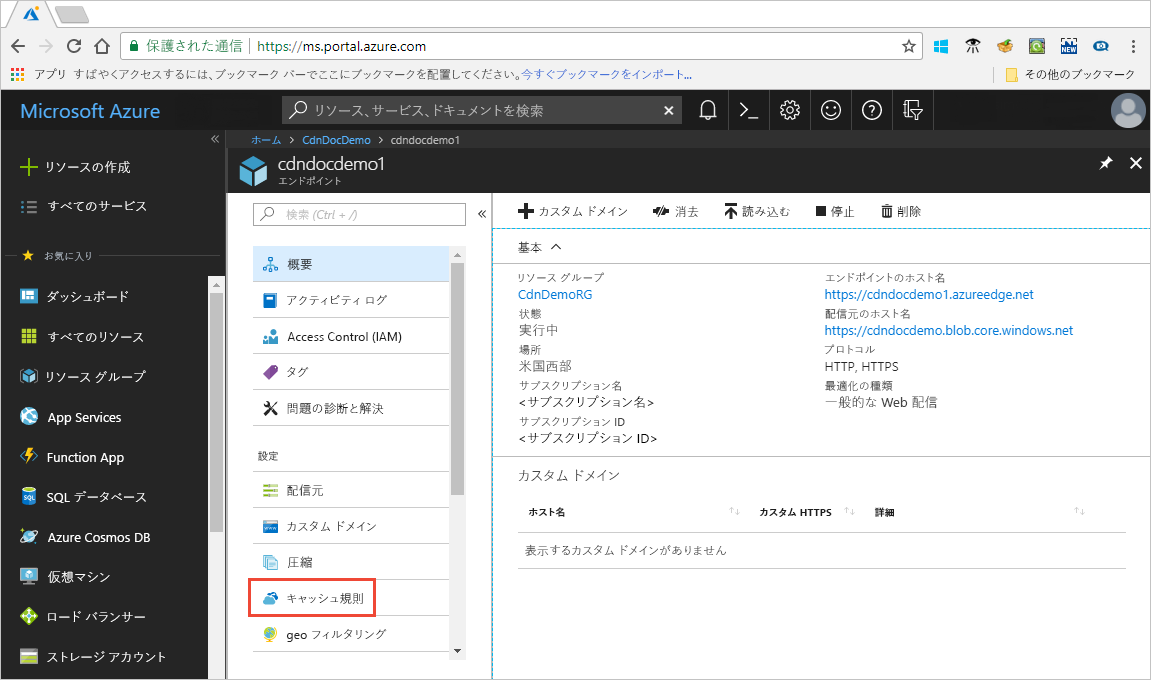 保護された通信 https://ms.portal.azure.com
アプリ すばやくアクセスするには、ブックマーク バーでここにブックマークを配置してください。今すぐブックマークをインポート...
その他のブックマーク
Microsoft Azure
リソース、サービス、ドキュメントを検索
ホーム > CdnDocDemo > cdndocdemo1
cdndocdemo1
エンドポイント
リソースの作成
すべてのサービス
お気に入り
ダッシュボード
すべてのリソース
リソース グループ
App Services
Function App
SQL データベース
Azure Cosmos DB
仮想マシン
ロード バランサー
ストレージ アカウント
検索 (Ctrl + /)
概要
アクティビティ ログ
Access Control (IAM)
タグ
問題の診断と解決
設定
配信元
カスタム ドメイン
圧縮
キャッシュ規則
geo フィルタリング
カスタム ドメイン 消去 読み込む 停止 削除
基本
リソース グループ
CdnDemoRG
状態
実行中
場所
米国西部
サブスクリプション名
<サブスクリプション名>
サブスクリプション ID
<サブスクリプション ID>
エンドポイントのホスト名
https://cdndocdemo1.azureedge.net
配信元のホスト名
https://cdndocdemo.blob.core.windows.net
プロトコル
HTTP, HTTPS
最適化の種類
一般的な Web 配信
カスタム ドメイン
ホスト名 カスタム HTTPS 詳細
表示するカスタム ドメインがありません
NEW
SQL
www